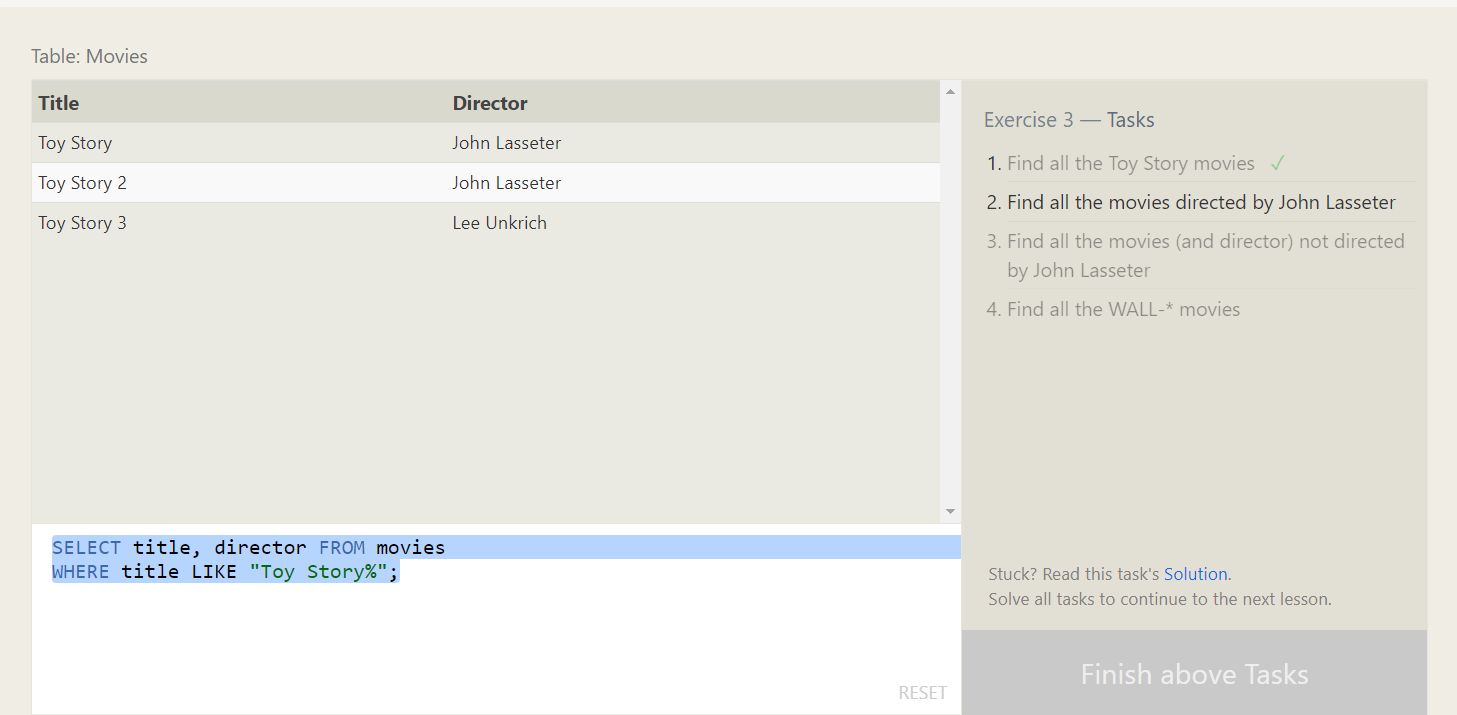 Table: Movies
Title Director
Toy Story John Lasseter
Toy Story 2 John Lasseter
Toy Story 3 Lee Unkrich
SELECT title, director FROM movies
WHERE title LIKE "Toy Story%";
RESET
Exercise 3 — Tasks
1. Find all the Toy Story movies ✓
2. Find all the movies directed by John Lasseter
3. Find all the movies (and director) not directed
by John Lasseter
4. Find all the WALL-* movies
Stuck? Read this task's Solution.
Solve all tasks to continue to the next lesson.
Finish above Tasks